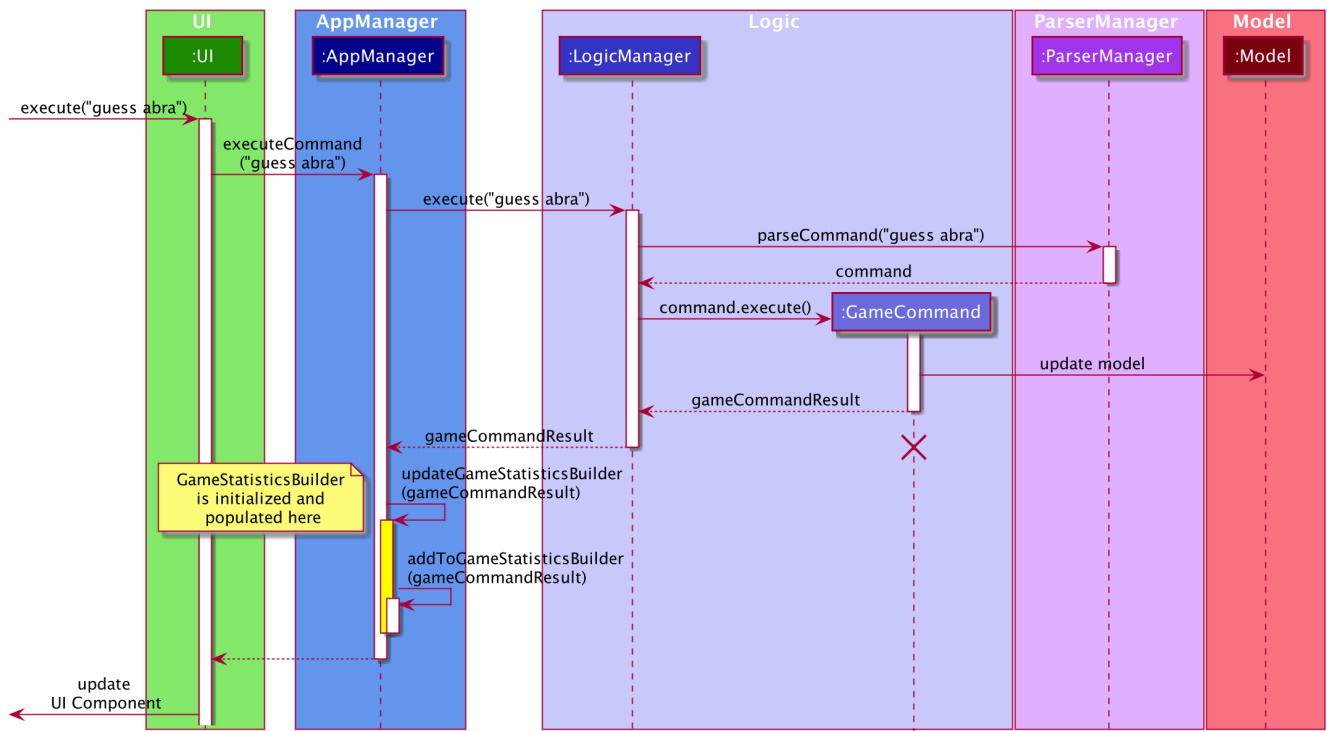 UI
AppManager
Logic
ParserManager
Model
:UI
:AppManager
:LogicManager
:ParserManager
:Model
execute("guess abra")
executeCommand
("guess abra")
execute("guess abra")
parseCommand("guess abra")
command
command.execute()
:GameCommand
update model
gameCommandResult
gameCommandResult
GameStatisticsBuilder
is initialized and
populated here
updateGameStatisticsBuilder
(gameCommandResult)
addToGameStatisticsBuilder
(gameCommandResult)
update
UI Component